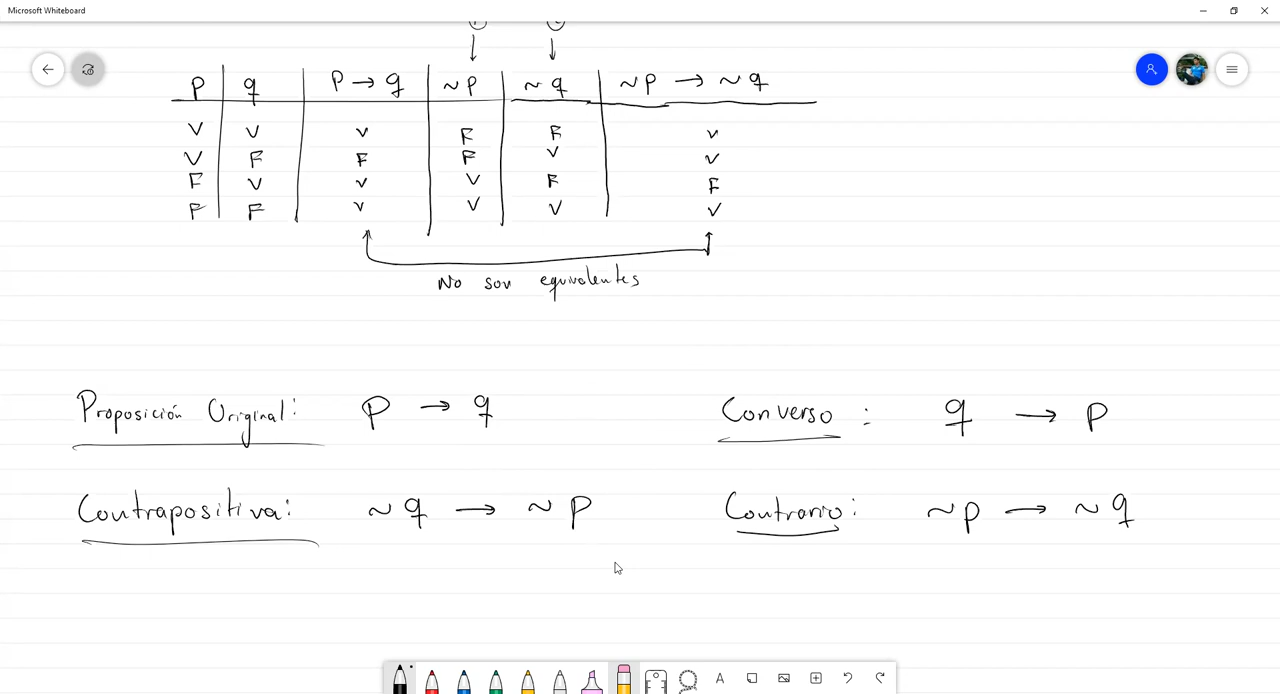 Microsoft Whiteboard
p q p → q ~p ~q ~p → ~q
V V V F F V
V F F F V V
F V V V F F
F F V V V V
No son equivalentes
Proposición Original: p → q
Converso: q → p
Contrapositiva: ~q → ~p
Contrario: ~p → ~q
A